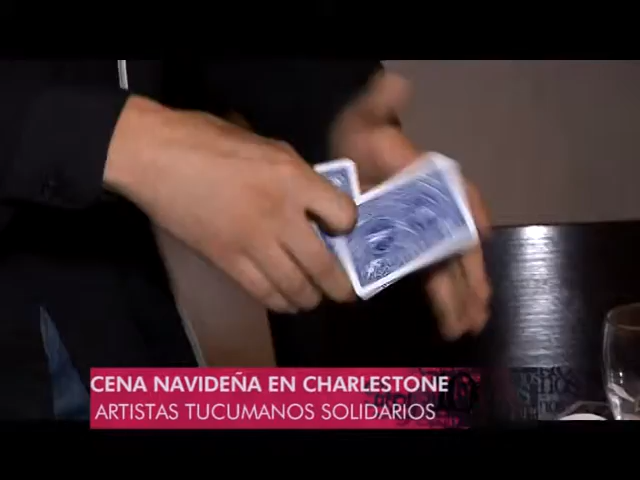 CENA NAVIDEÑA EN CHARLESTONE
ARTISTAS TUCUMANOS SOLIDARIOS